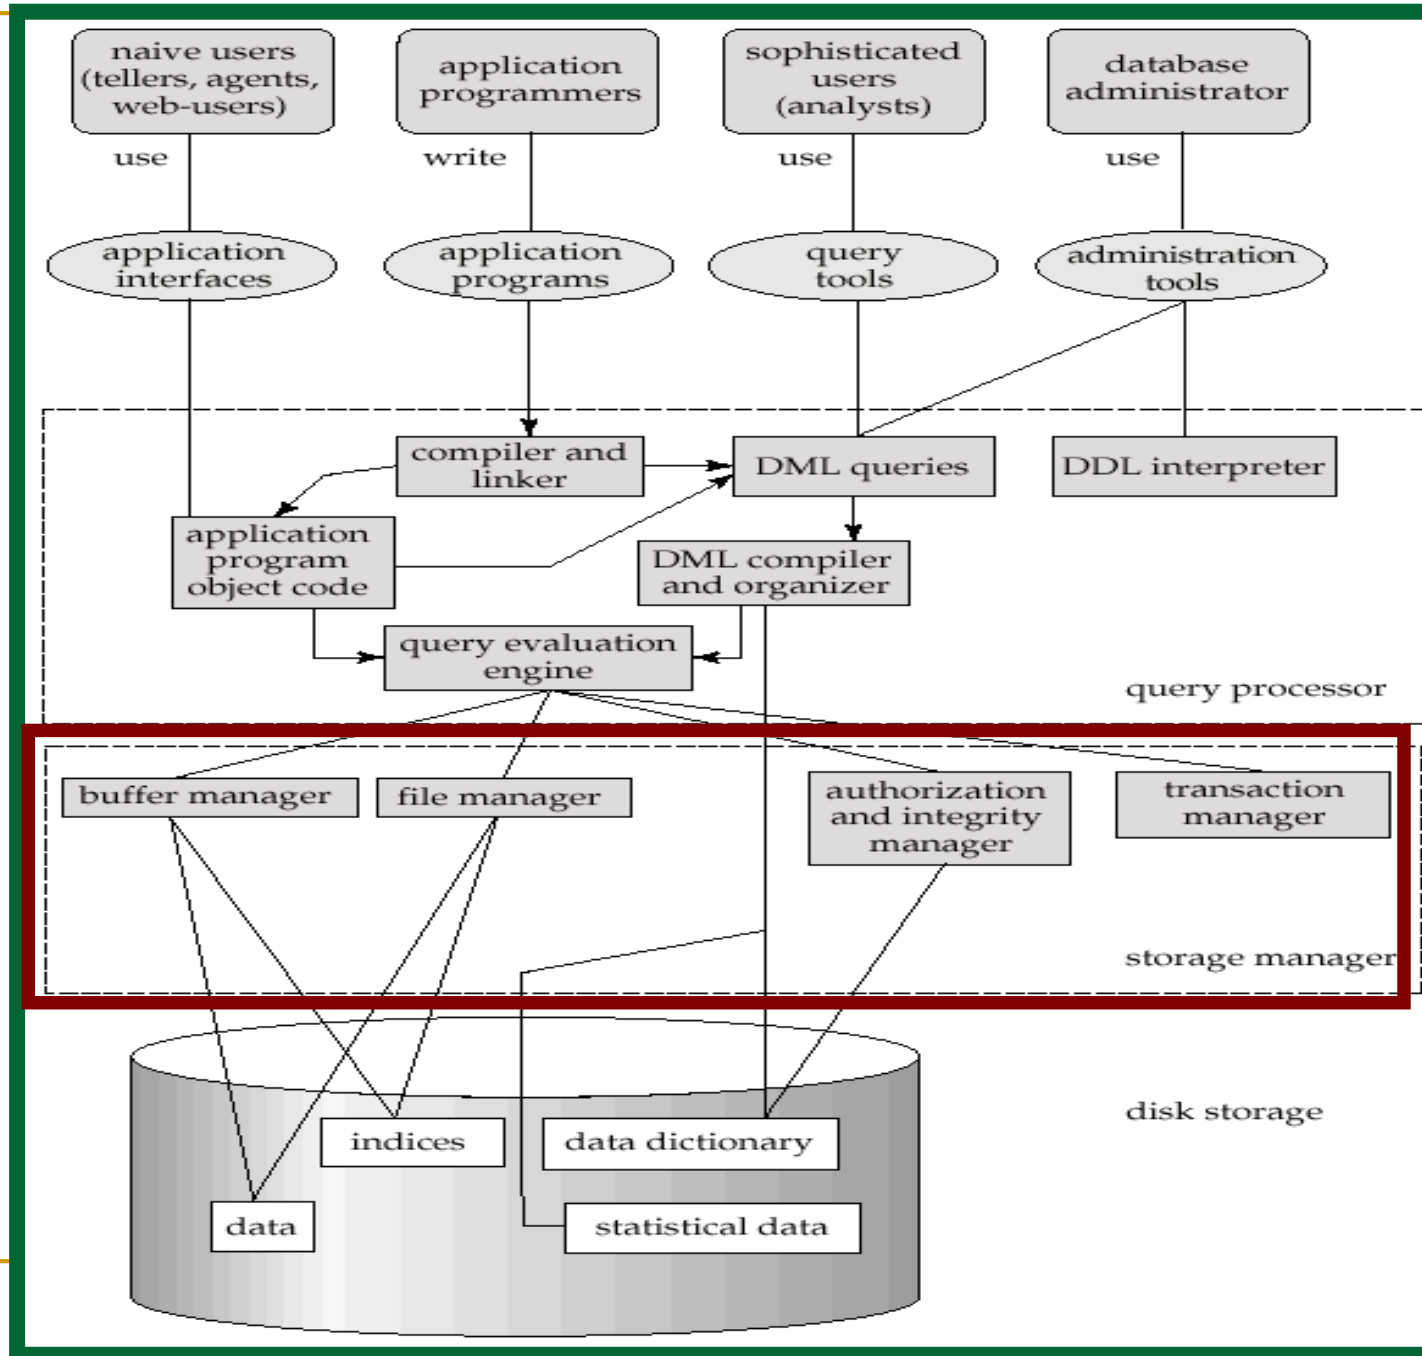 naive users
(tellers, agents,
web-users)
application
programmers
sophisticated
users
(analysts)
database
administrator
use
write
use
use
application
interfaces
application
programs
query
tools
administration
tools
compiler and
linker
DML queries
DDL interpreter
application
program
object code
DML compiler
and organizer
query evaluation
engine
query processor
buffer manager
file manager
authorization
and integrity
manager
transaction
manager
storage manager
indices
data dictionary
disk storage
data
statistical data